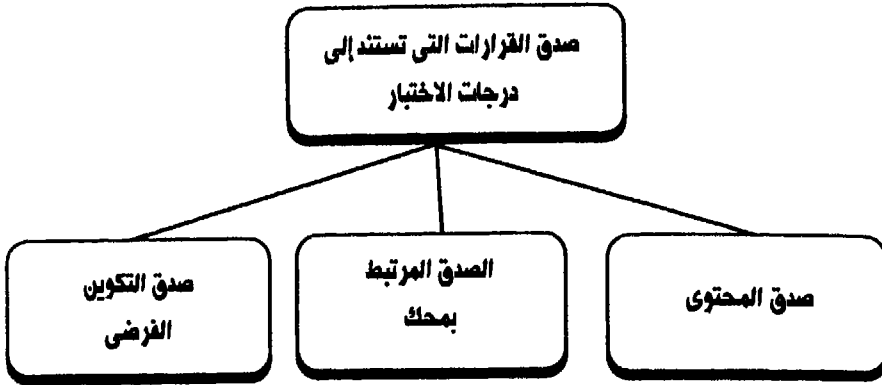 صدق القرارات التى تستند إلى
درجات الاختبار
صدق المحتوى
الصدق المرتبط
بمحك
صدق التكوين
الفرضى